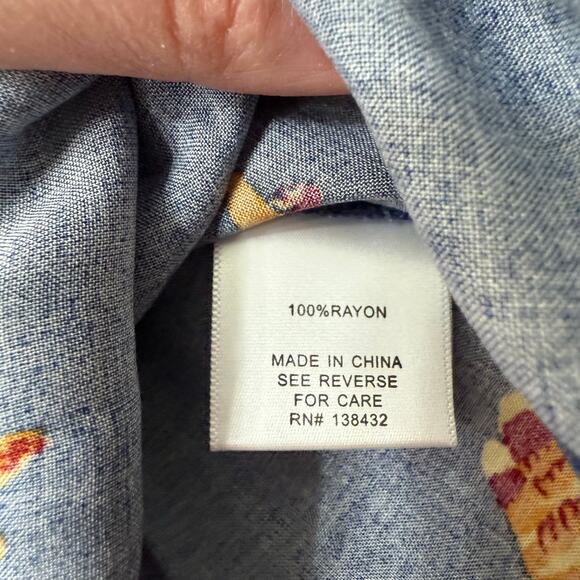 100%RAYON
MADE IN CHINA
SEE REVERSE
FOR CARE
RN# 138432